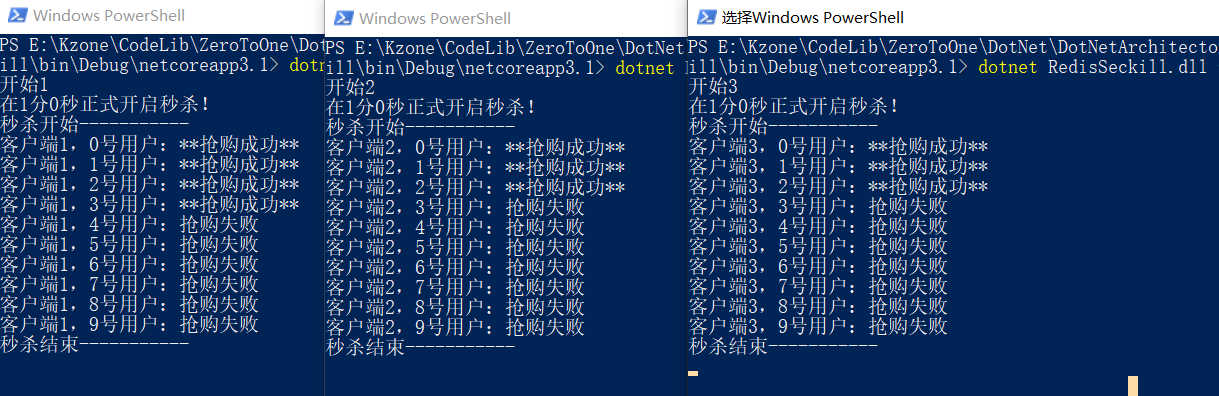 Windows PowerShell
PS E:\Kzone\CodeLib\ZeroToOne\Dot
ill\bin\Debug\netcoreapp3.1> dotn
开始1
在1分0秒正式开启秒杀!
秒杀开始-----------
客户端1,0号用户: **抢购成功**
客户端1,1号用户: **抢购成功**
客户端1,2号用户: **抢购成功**
客户端1,3号用户: **抢购成功**
客户端1,4号用户: 抢购失败
客户端1,5号用户: 抢购失败
客户端1,6号用户: 抢购失败
客户端1,7号用户: 抢购失败
客户端1,8号用户: 抢购失败
客户端1,9号用户: 抢购失败
秒杀结束-----------
Windows PowerShell
PS E:\Kzone\CodeLib\ZeroToOne\DotNet
ill\bin\Debug\netcoreapp3.1> dotnet
开始2
在1分0秒正式开启秒杀!
秒杀开始-----------
客户端2,0号用户: **抢购成功**
客户端2,1号用户: **抢购成功**
客户端2,2号用户: **抢购成功**
客户端2,3号用户: 抢购失败
客户端2,4号用户: 抢购失败
客户端2,5号用户: 抢购失败
客户端2,6号用户: 抢购失败
客户端2,7号用户: 抢购失败
客户端2,8号用户: 抢购失败
客户端2,9号用户: 抢购失败
秒杀结束-----------
选择Windows PowerShell
PS E:\Kzone\CodeLib\ZeroToOne\DotNet\DotNetArchitecto
ill\bin\Debug\netcoreapp3.1> dotnet RedisSeckill.dll
开始3
在1分0秒正式开启秒杀!
秒杀开始-----------
客户端3,0号用户: **抢购成功**
客户端3,1号用户: **抢购成功**
客户端3,2号用户: **抢购成功**
客户端3,3号用户: 抢购失败
客户端3,4号用户: 抢购失败
客户端3,5号用户: 抢购失败
客户端3,6号用户: 抢购失败
客户端3,7号用户: 抢购失败
客户端3,8号用户: 抢购失败
客户端3,9号用户: 抢购失败
秒杀结束-----------